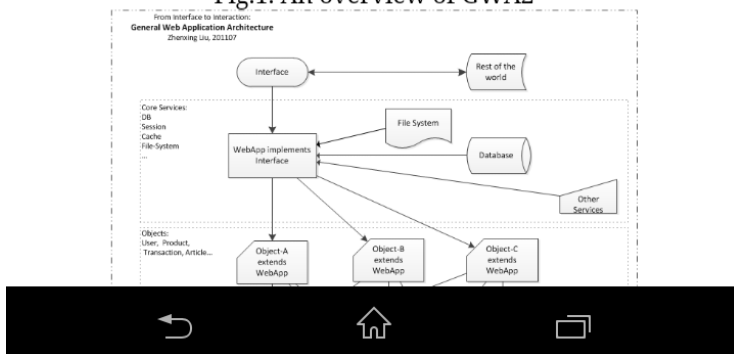 Fig.1. An overview of GWA2
From Interface to Interaction:
General Web Application Architecture
Zhenxing Liu, 201107
Interface
Rest of the
world
Core Services:
DB
Session
Cache
File-System
...
File System
WebApp implements
Interface
Database
Other
Services
Objects:
User, Product,
Transaction, Article...
Object-A
extends
WebApp
Object-B
extends
WebApp
Object-C
extends
WebApp